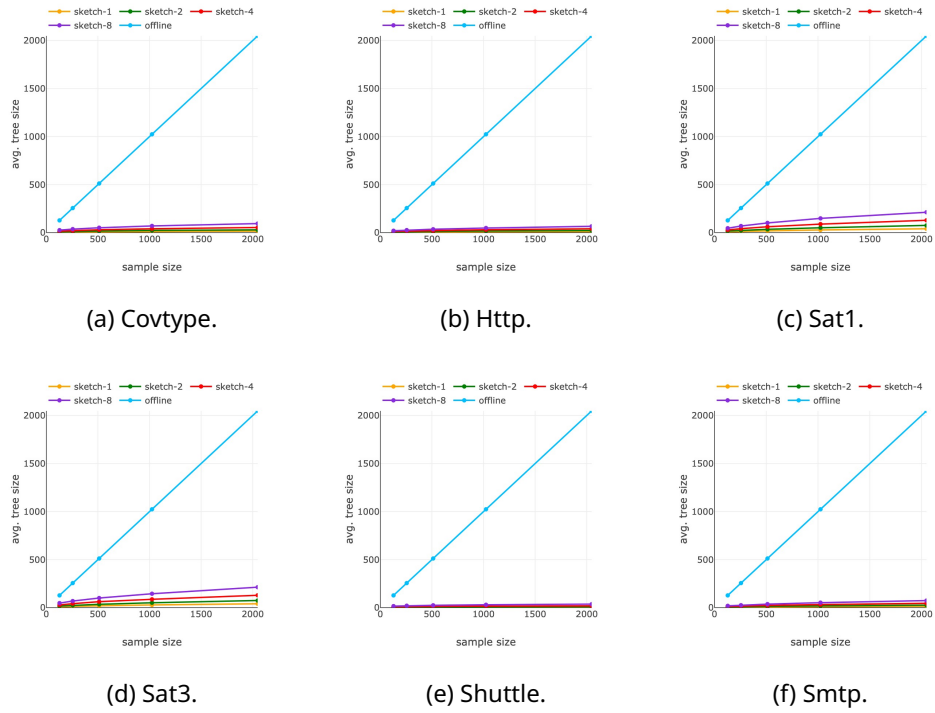 sketch-1 sketch-2 sketch-4
sketch-8 offline
2000
1500
1000
500
0
avg. tree size
0 500 1000 1500 2000
sample size
(a) Covtype.
sketch-1 sketch-2 sketch-4
sketch-8 offline
2000
1500
1000
500
0
avg. tree size
0 500 1000 1500 2000
sample size
(b) Http.
sketch-1 sketch-2 sketch-4
sketch-8 offline
2000
1500
1000
500
0
avg. tree size
0 500 1000 1500 2000
sample size
(c) Sat1.
sketch-1 sketch-2 sketch-4
sketch-8 offline
2000
1500
1000
500
0
avg. tree size
0 500 1000 1500 2000
sample size
(d) Sat3.
sketch-1 sketch-2 sketch-4
sketch-8 offline
2000
1500
1000
500
0
avg. tree size
0 500 1000 1500 2000
sample size
(e) Shuttle.
sketch-1 sketch-2 sketch-4
sketch-8 offline
2000
1500
1000
500
0
avg. tree size
0 500 1000 1500 2000
sample size
(f) Smtp.